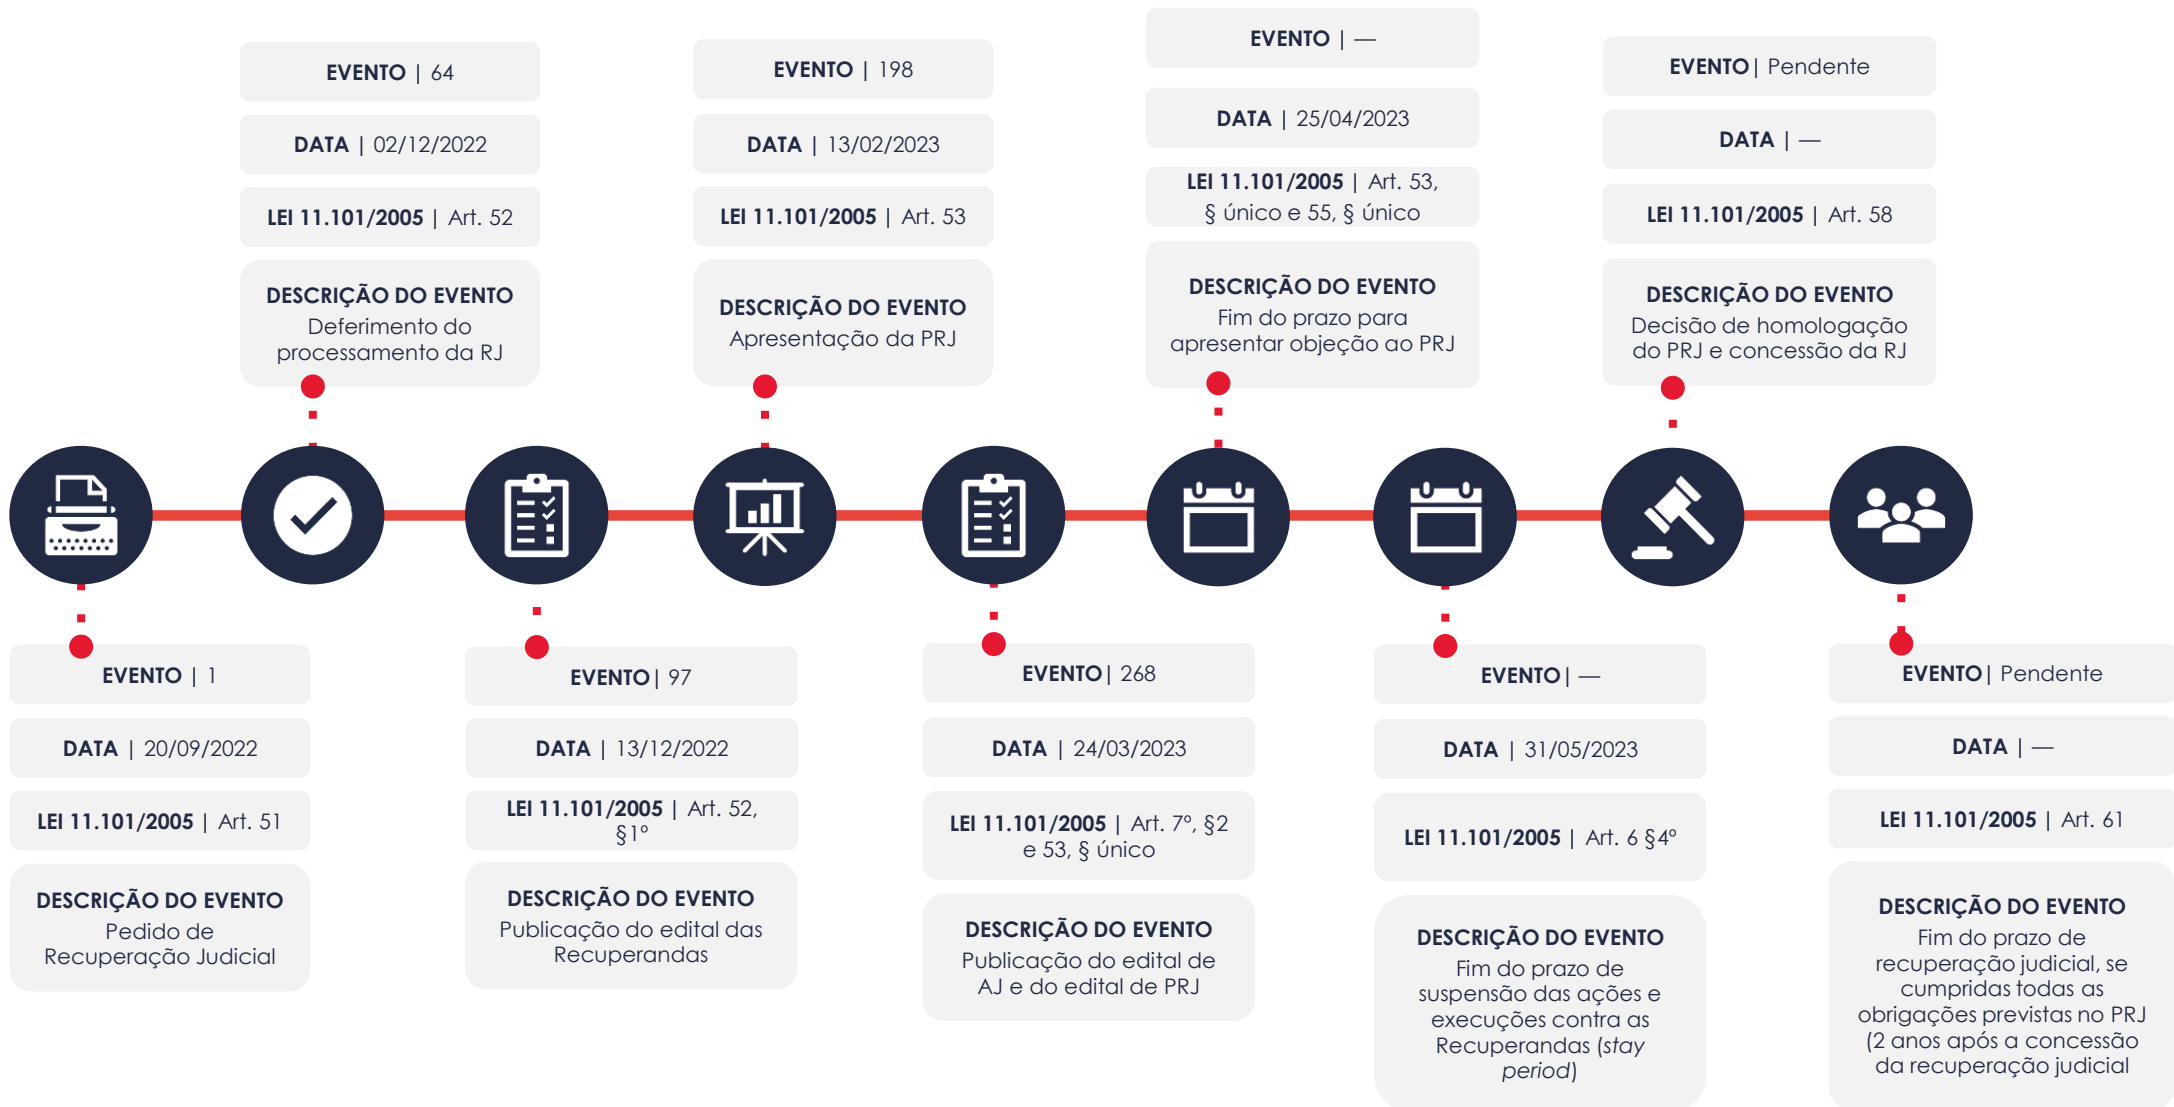 EVENTO | 1
DATA | 20/09/2022
LEI 11.101/2005 | Art. 51
DESCRIÇÃO DO EVENTO
Pedido de
Recuperação Judicial
EVENTO | 64
DATA | 02/12/2022
LEI 11.101/2005 | Art. 52
DESCRIÇÃO DO EVENTO
Deferimento do
processamento da RJ
EVENTO| 97
DATA | 13/12/2022
LEI 11.101/2005 | Art. 52,
§1º
DESCRIÇÃO DO EVENTO
Publicação do edital das
Recuperandas
EVENTO | 198
DATA | 13/02/2023
LEI 11.101/2005 | Art. 53
DESCRIÇÃO DO EVENTO
Apresentação da PRJ
EVENTO| 268
DATA | 24/03/2023
LEI 11.101/2005 | Art. 7º, §2
e 53, § único
DESCRIÇÃO DO EVENTO
Publicação do edital de
AJ e do edital de PRJ
EVENTO | —
DATA | 25/04/2023
LEI 11.101/2005 | Art. 53,
§ único e 55, § único
DESCRIÇÃO DO EVENTO
Fim do prazo para
apresentar objeção ao PRJ
EVENTO| —
DATA | 31/05/2023
LEI 11.101/2005 | Art. 6 §4º
DESCRIÇÃO DO EVENTO
Fim do prazo de
suspensão das ações e
execuções contra as
Recuperandas (stay
period)
EVENTO| Pendente
DATA | —
LEI 11.101/2005 | Art. 58
DESCRIÇÃO DO EVENTO
Decisão de homologação
do PRJ e concessão da RJ
EVENTO| Pendente
DATA | —
LEI 11.101/2005 | Art. 61
DESCRIÇÃO DO EVENTO
Fim do prazo de
recuperação judicial, se
cumpridas todas as
obrigações previstas no PRJ
(2 anos após a concessão
da recuperação judicial